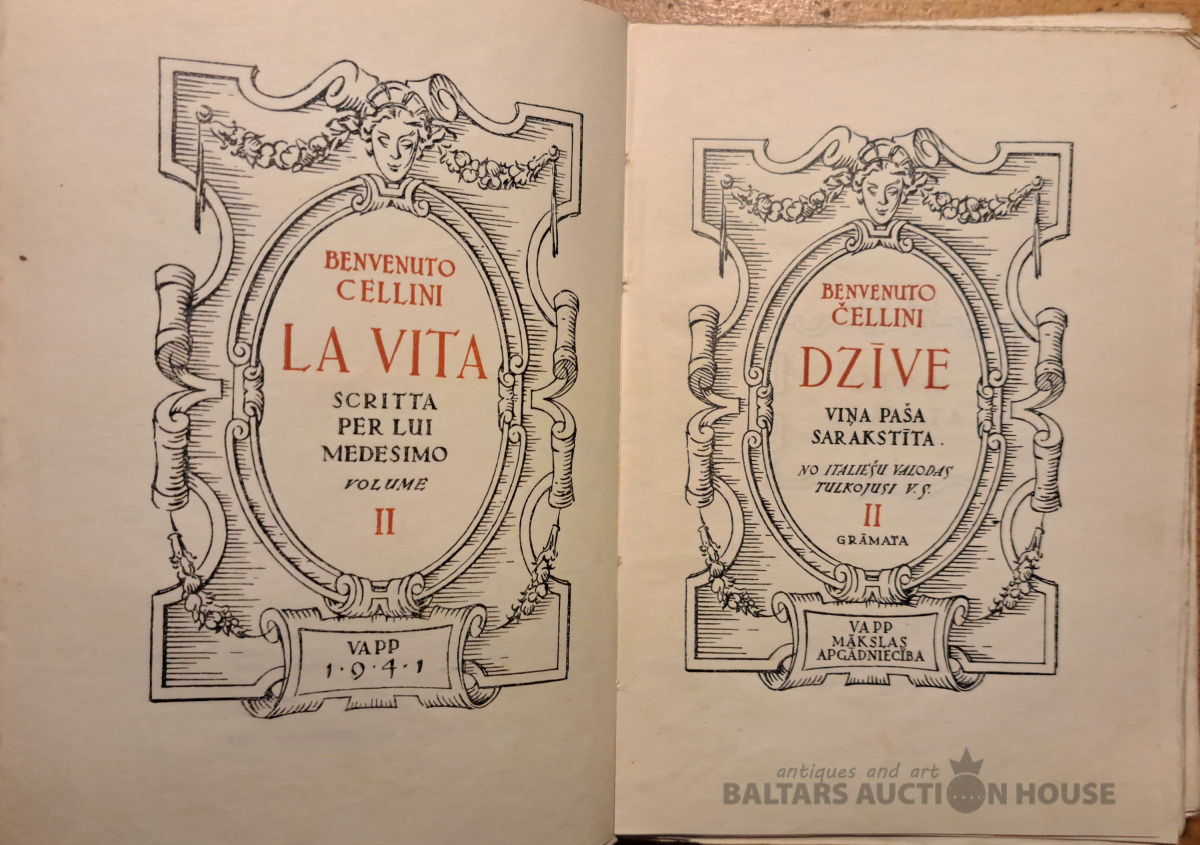 BENVENUTO
CELLINI
LA VITA
SCRITTA
PER LUI
MEDESIMO
VOLUME
II
VAPP
1·9·4·1
BENVENUTO
ČELLINI
DZĪVE
VIŅA PAŠA
SARAKSTĪTA.
NO ITALIEŠU VALODAS
TULKOJUSI V.S.
II
GRĀMATA
VAPP
MĀKSLAS
APGĀDNIECĪBA
antiques and art
BALTARS AUCTION HOUSE